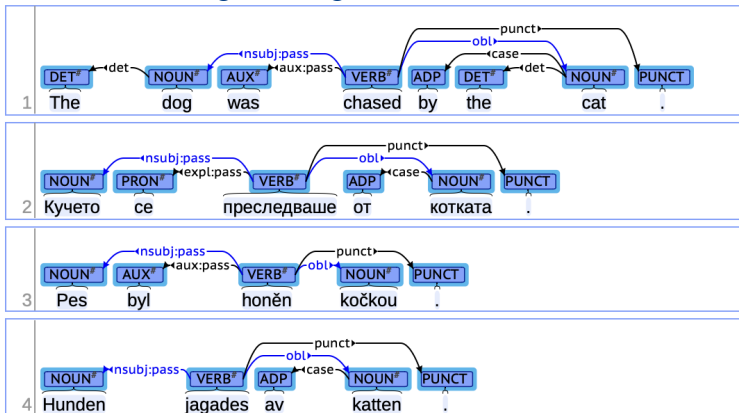 punct
obl
nsubj:pass case
det aux:pass det
DET# NOUN# AUX# VERB# ADP DET# NOUN# PUNCT
1 The dog was chased by the cat .
punct
nsubj:pass obl
expl:pass case
NOUN# PRON# VERB# ADP NOUN# PUNCT
2 Кучето се преследваше от котката .
nsubj:pass punct
aux:pass obl
NOUN# AUX# VERB# NOUN# PUNCT
3 Pes byl honěn kočkou .
punct
obl
nsubj:pass case
NOUN# VERB# ADP NOUN# PUNCT
4 Hunden jagades av katten .